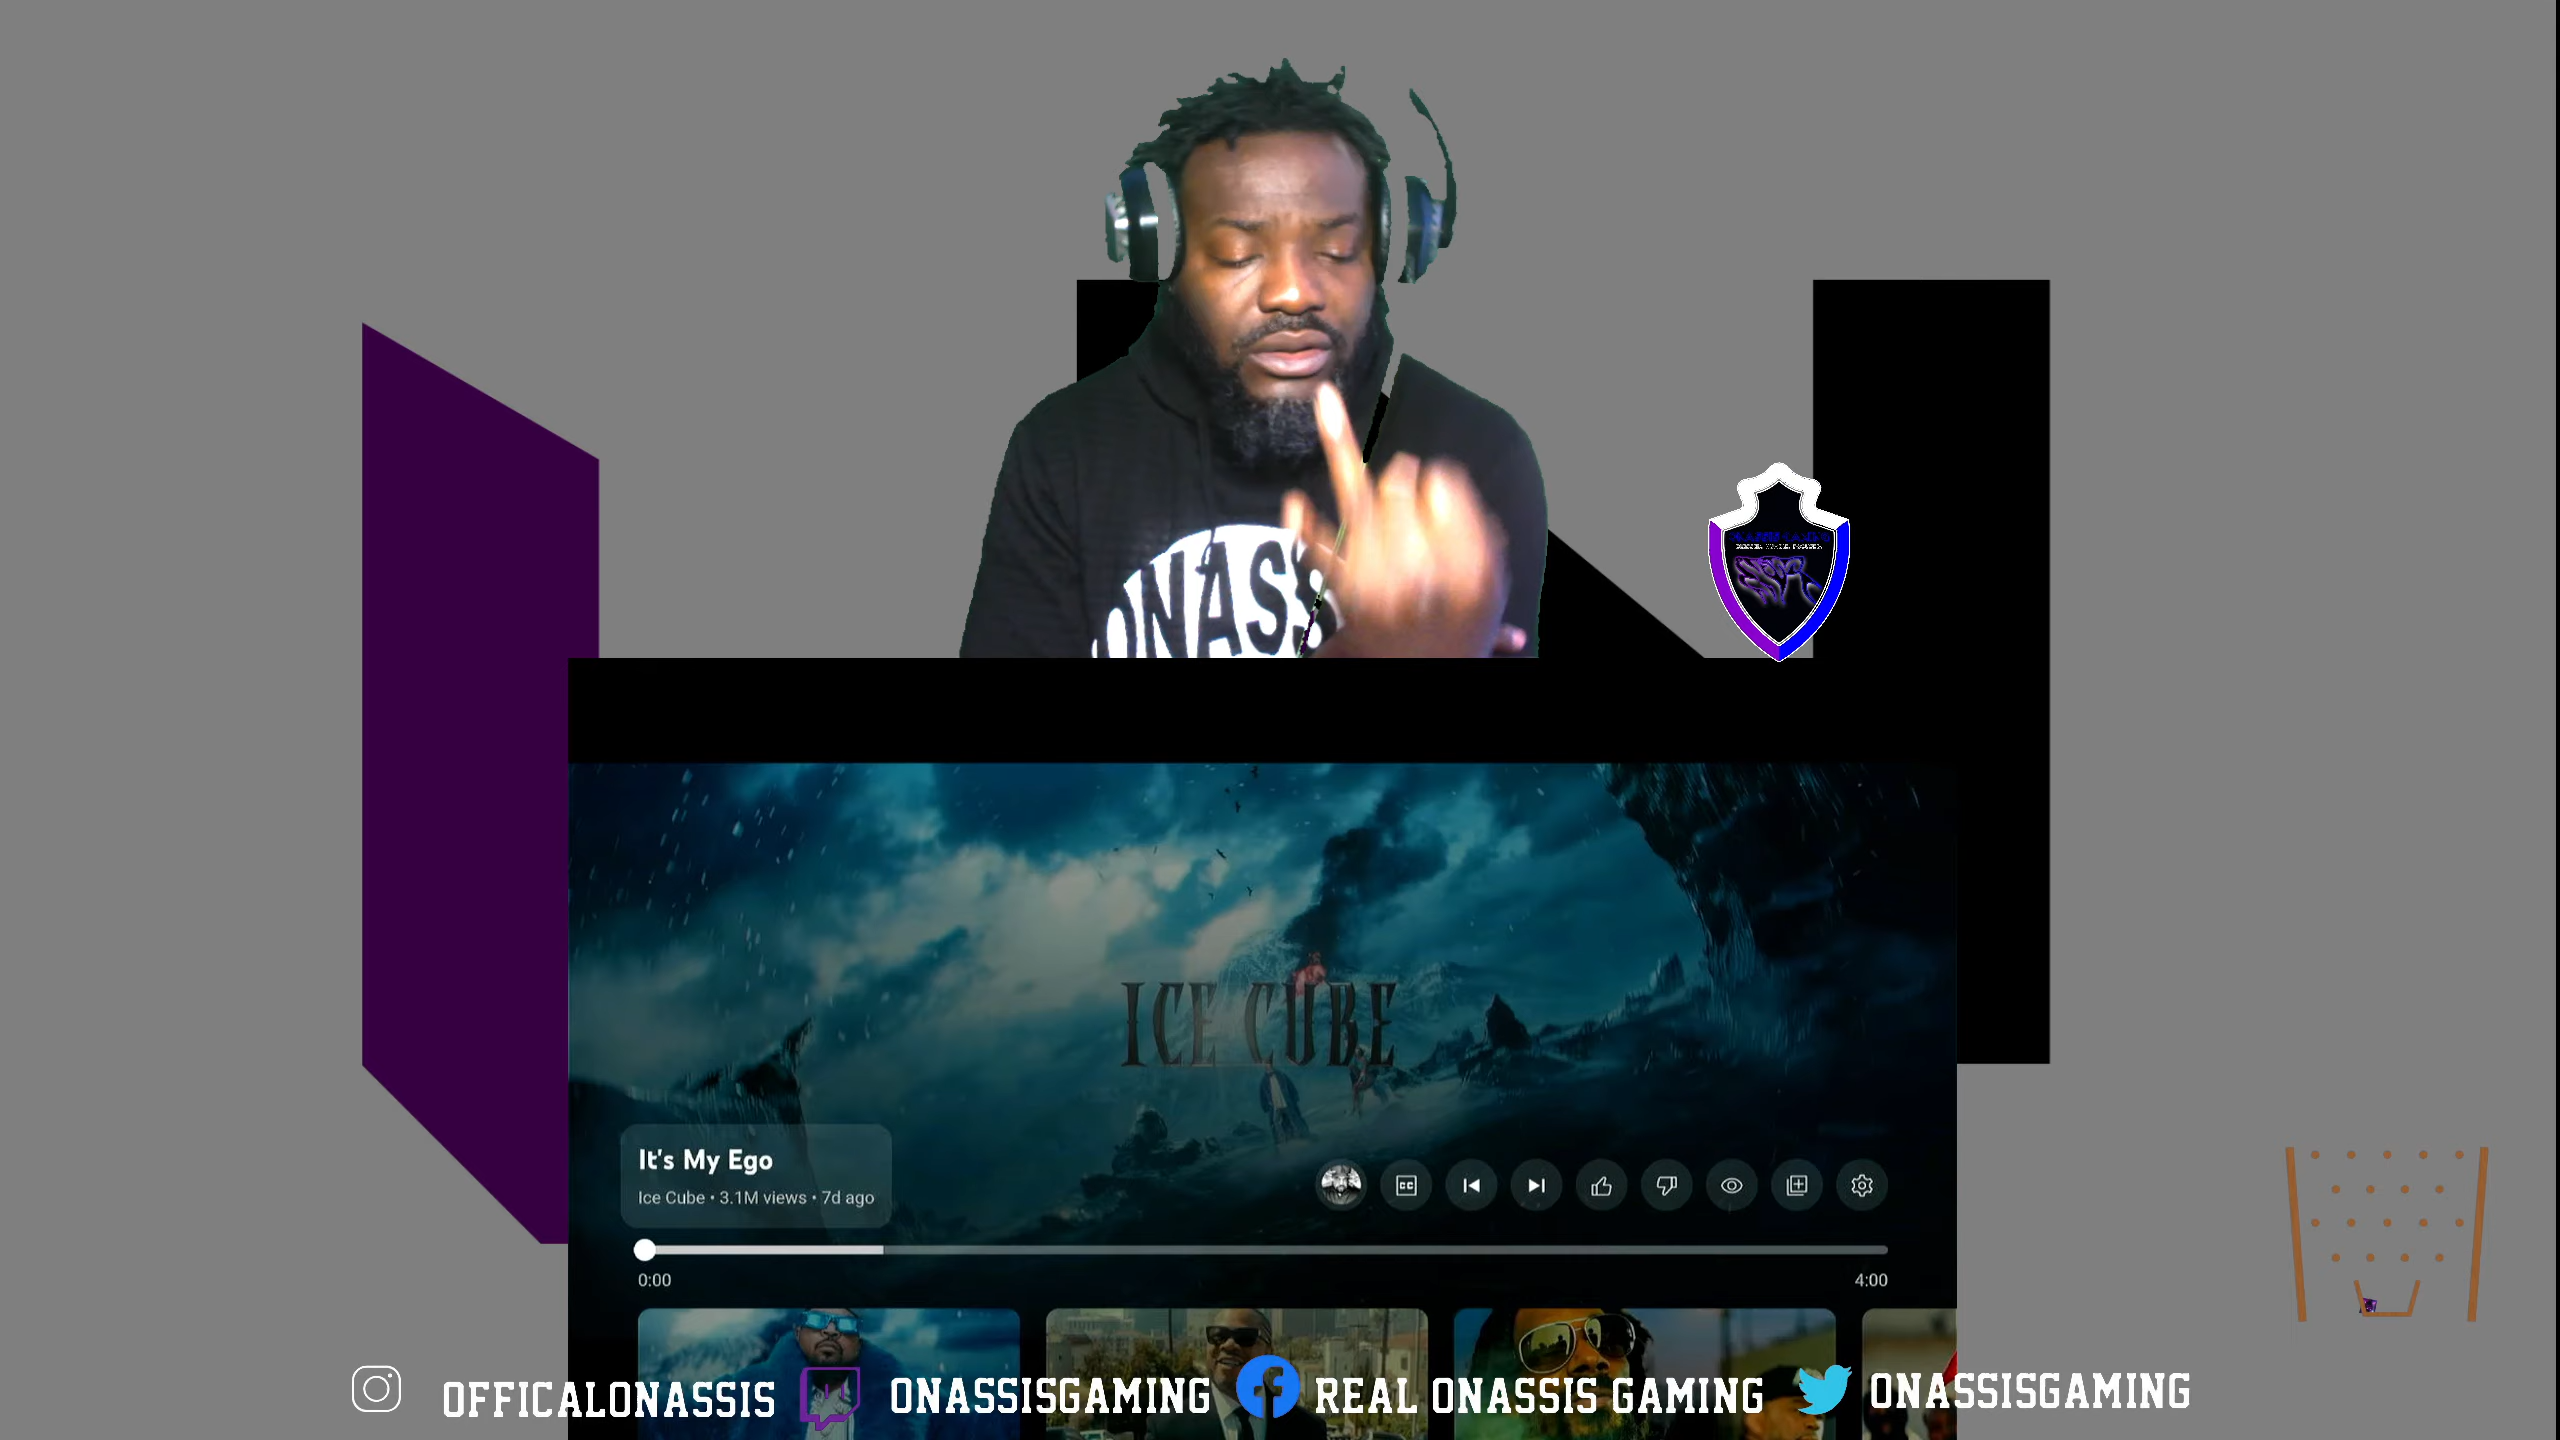 ONASS
ICE CUBE
It's My Ego
Ice Cube • 3.1M views • 7d ago
0:00
4:00
OFFICALONASSIS
ONASSISGAMING
REAL ONASSIS GAMING
ONASSISGAMING